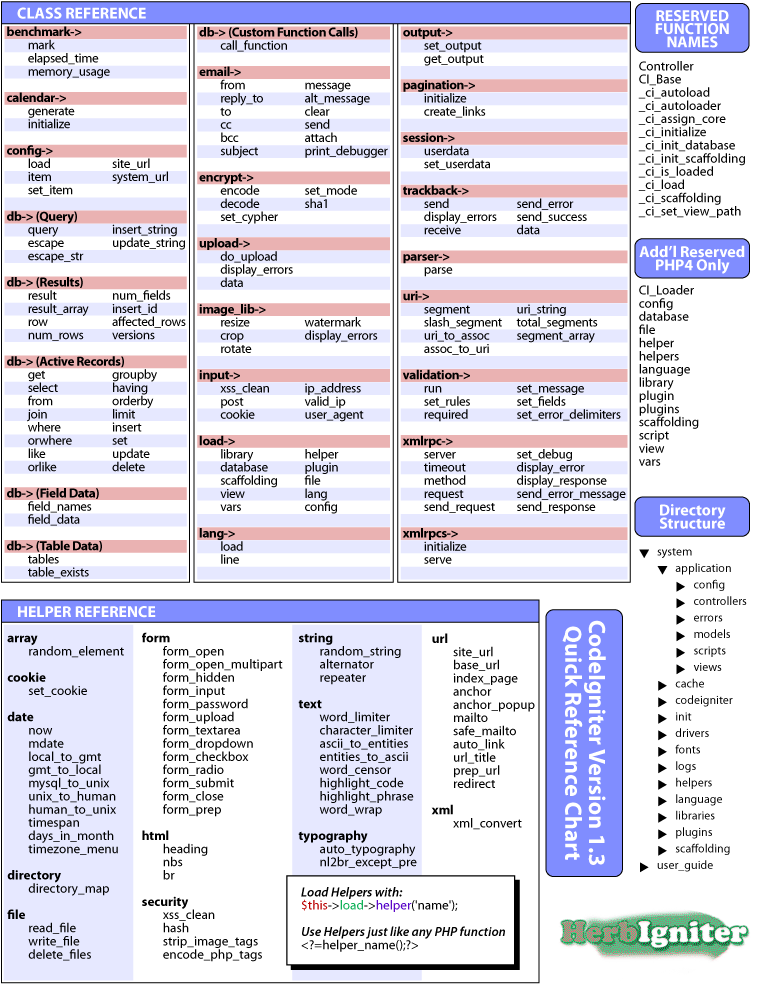 CLASS REFERENCE
benchmark->
mark
elapsed_time
memory_usage
calendar->
generate
initialize
config->
load site_url
item system_url
set_item
db-> (Query)
query insert_string
escape update_string
escape_str
db-> (Results)
result num_fields
result_array insert_id
row affected_rows
num_rows versions
db-> (Active Records)
get groupby
select having
from orderby
join limit
where insert
orwhere set
like update
orlike delete
db-> (Field Data)
field_names
field_data
db-> (Table Data)
tables
table_exists
db-> (Custom Function Calls)
call_function
email->
from message
reply_to alt_message
to clear
cc send
bcc attach
subject print_debugger
encrypt->
encode set_mode
decode sha1
set_cypher
upload->
do_upload
display_errors
data
image_lib->
resize watermark
crop display_errors
rotate
input->
xss_clean ip_address
post valid_ip
cookie user_agent
load->
library helper
database plugin
scaffolding file
view lang
vars config
lang->
load
line
output->
set_output
get_output
pagination->
initialize
create_links
session->
userdata
set_userdata
trackback->
send send_error
display_errors send_success
receive data
parser->
parse
uri->
segment uri_string
slash_segment total_segments
uri_to_assoc segment_array
assoc_to_uri
validation->
run set_message
set_rules set_fields
required set_error_delimiters
xmlrpc->
server set_debug
timeout display_error
method display_response
request send_error_message
send_request send_response
xmlrpcs->
initialize
serve
RESERVED
FUNCTION
NAMES
Controller
CI_Base
_ci_autoload
_ci_autoloader
_ci_assign_core
_ci_initialize
_ci_init_database
_ci_init_scaffolding
_ci_is_loaded
_ci_load
_ci_scaffolding
_ci_set_view_path
Add'l Reserved
PHP4 Only
CI_Loader
config
database
file
helper
helpers
language
library
plugin
plugins
scaffolding
script
view
vars
Directory
Structure
system
application
config
controllers
errors
models
scripts
views
cache
codeigniter
init
drivers
fonts
logs
helpers
language
libraries
plugins
scaffolding
user_guide
HELPER REFERENCE
array
random_element
cookie
set_cookie
date
now
mdate
local_to_gmt
gmt_to_local
mysql_to_unix
unix_to_human
human_to_unix
timespan
days_in_month
timezone_menu
directory
directory_map
file
read_file
write_file
delete_files
form
form_open
form_open_multipart
form_hidden
form_input
form_password
form_upload
form_textarea
form_dropdown
form_checkbox
form_radio
form_submit
form_close
form_prep
html
heading
nbs
br
security
xss_clean
hash
strip_image_tags
encode_php_tags
string
random_string
alternator
repeater
text
word_limiter
character_limiter
ascii_to_entities
entities_to_ascii
word_censor
highlight_code
highlight_phrase
word_wrap
typography
auto_typography
nl2br_except_pre
url
site_url
base_url
index_page
anchor
anchor_popup
mailto
safe_mailto
auto_link
url_title
prep_url
redirect
xml
xml_convert
Load Helpers with:
$this->load->helper('name');
Use Helpers just like any PHP function
<?=helper_name();?>
CodeIgniter Version 1.3
Quick Reference Chart
HerbIgniter